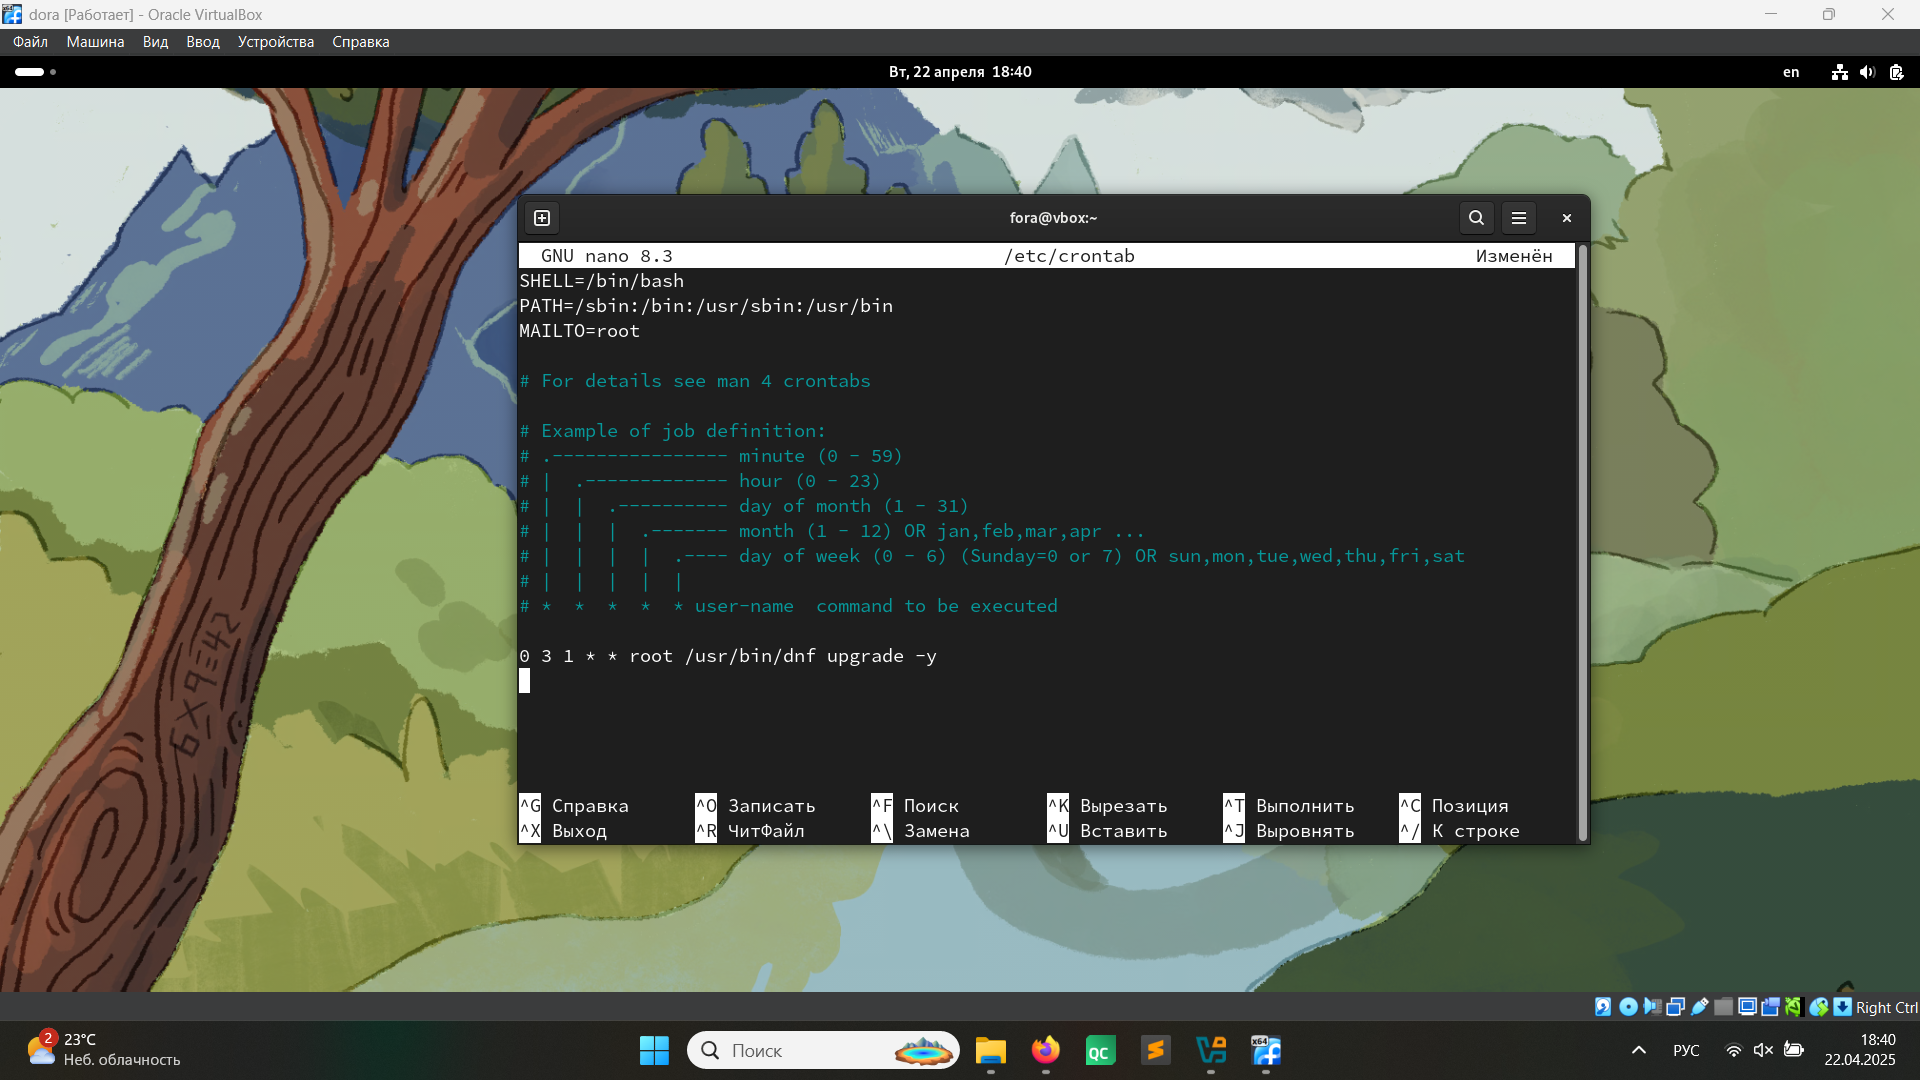 dora [Работает] - Oracle VirtualBox
Файл Машина Вид Ввод Устройства Справка
Вт, 22 апреля 18:40
en
fora@vbox:~
GNU nano 8.3 /etc/crontab Изменён
SHELL=/bin/bash
PATH=/sbin:/bin:/usr/sbin:/usr/bin
MAILTO=root
# For details see man 4 crontabs
# Example of job definition:
# .---------------- minute (0 - 59)
# |  .------------- hour (0 - 23)
# |  |  .---------- day of month (1 - 31)
# |  |  |  .------- month (1 - 12) OR jan,feb,mar,apr ...
# |  |  |  |  .---- day of week (0 - 6) (Sunday=0 or 7) OR sun,mon,tue,wed,thu,fri,sat
# |  |  |  |  |
# *  *  *  *  * user-name  command to be executed
0 3 1 * * root /usr/bin/dnf upgrade -y
^G Справка ^O Записать ^F Поиск ^K Вырезать ^T Выполнить ^C Позиция
^X Выход ^R ЧитФайл ^\ Замена ^U Вставить ^J Выровнять ^/ К строке
6X9=42
Right Ctrl
2
23°C
Неб. облачность
Поиск
QC
x64
РУС
18:40
22.04.2025